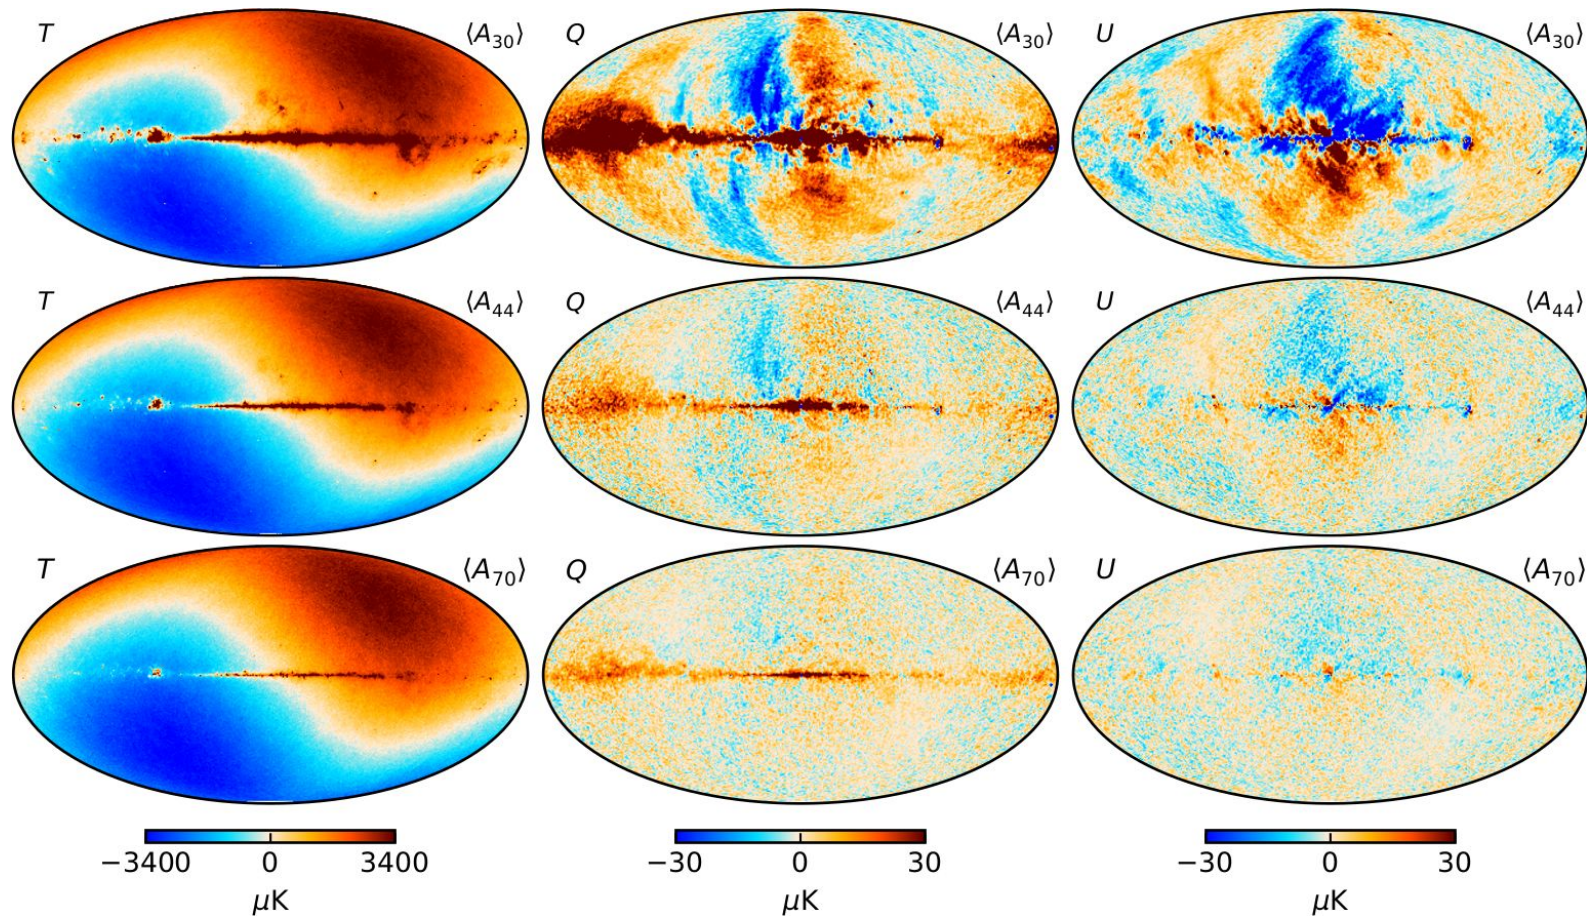 T ⟨A₃₀⟩ Q ⟨A₃₀⟩ U ⟨A₃₀⟩
T ⟨A₄₄⟩ Q ⟨A₄₄⟩ U ⟨A₄₄⟩
T ⟨A₇₀⟩ Q ⟨A₇₀⟩ U ⟨A₇₀⟩
−3400 0 3400 −30 0 30 −30 0 30
μK μK μK